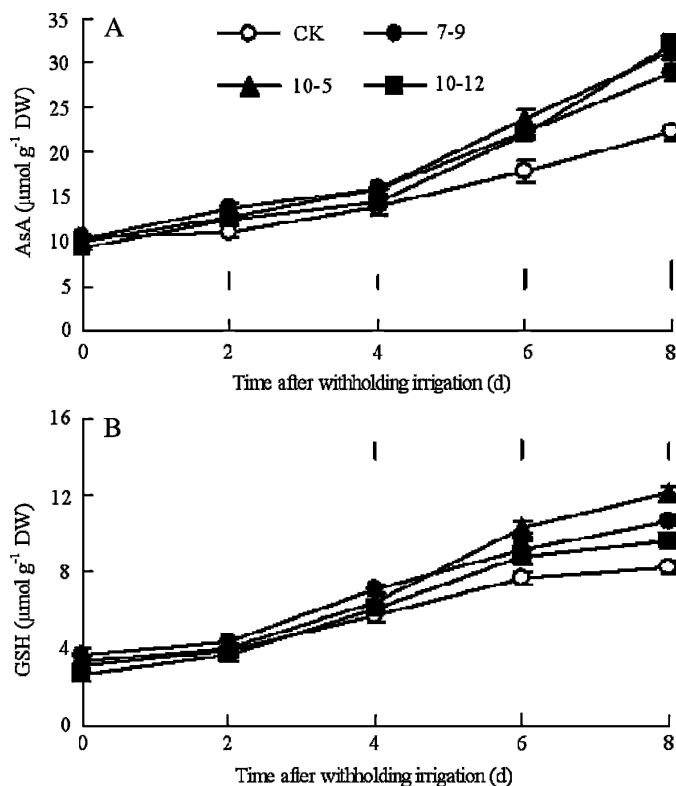 A
CK
7-9
10-5
10-12
35
30
25
20
15
10
5
0
AsA (μmol g⁻¹ DW)
0 2 4 6 8
Time after withholding irrigation (d)
B
16
12
8
4
0
GSH (μmol g⁻¹ DW)
0 2 4 6 8
Time after withholding irrigation (d)